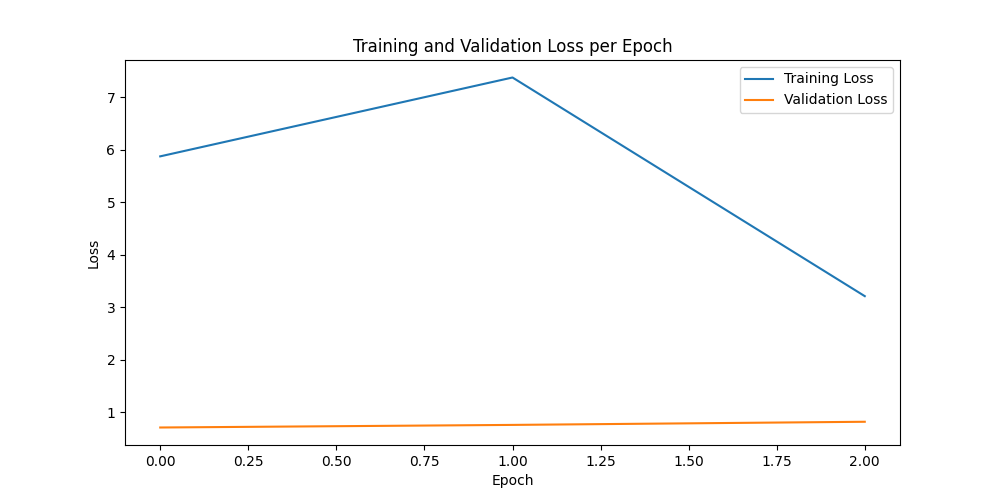 Training and Validation Loss per Epoch
Training Loss
Validation Loss
7
6
5
4
3
2
1
Loss
0.00 0.25 0.50 0.75 1.00 1.25 1.50 1.75 2.00
Epoch